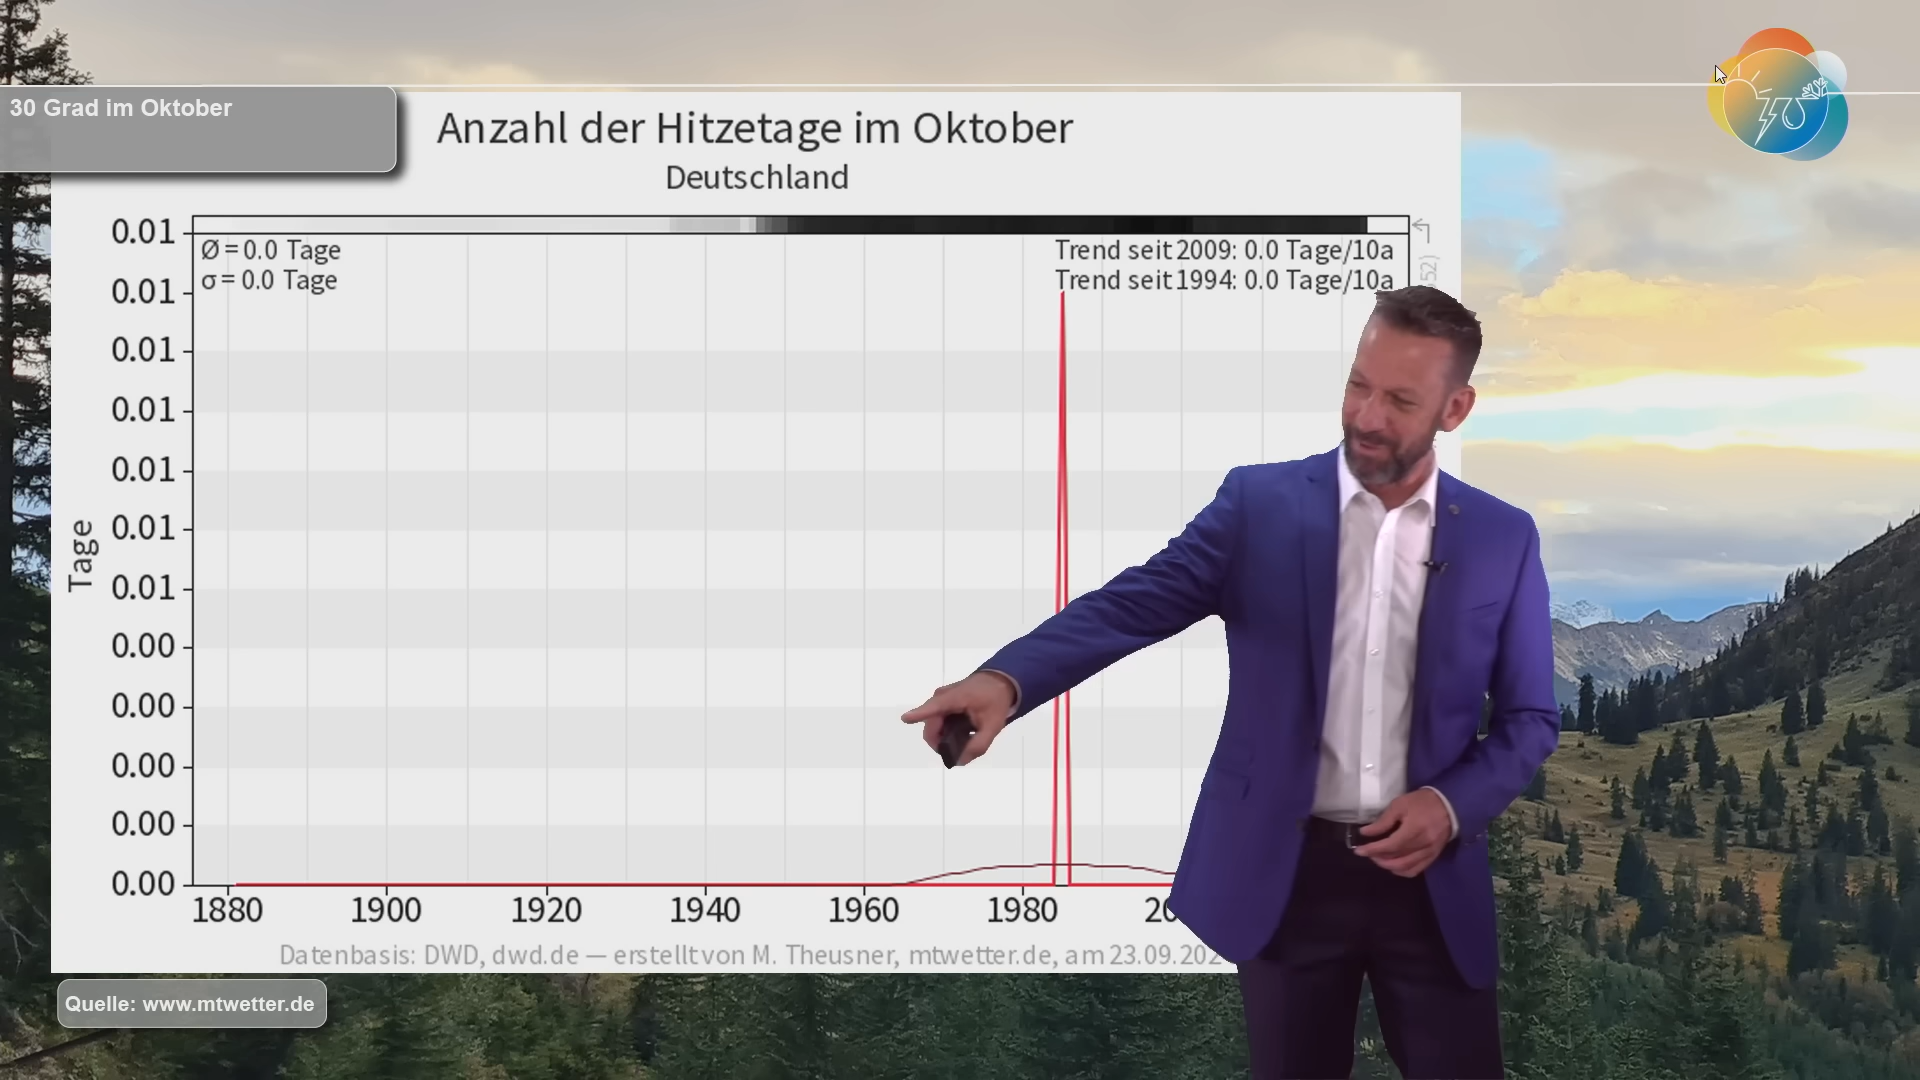 30 Grad im Oktober
Anzahl der Hitzetage im Oktober
Deutschland
0.01
Ø = 0.0 Tage
Trend seit 2009: 0.0 Tage/10a
σ = 0.0 Tage
Trend seit 1994: 0.0 Tage/10a
52)
0.01
0.01
0.01
0.01
0.01
0.01
0.00
0.00
0.00
0.00
0.00
Tage
1880 1900 1920 1940 1960 1980 20
Datenbasis: DWD, dwd.de — erstellt von M. Theusner, mtwetter.de, am 23.09.202
Quelle: www.mtwetter.de